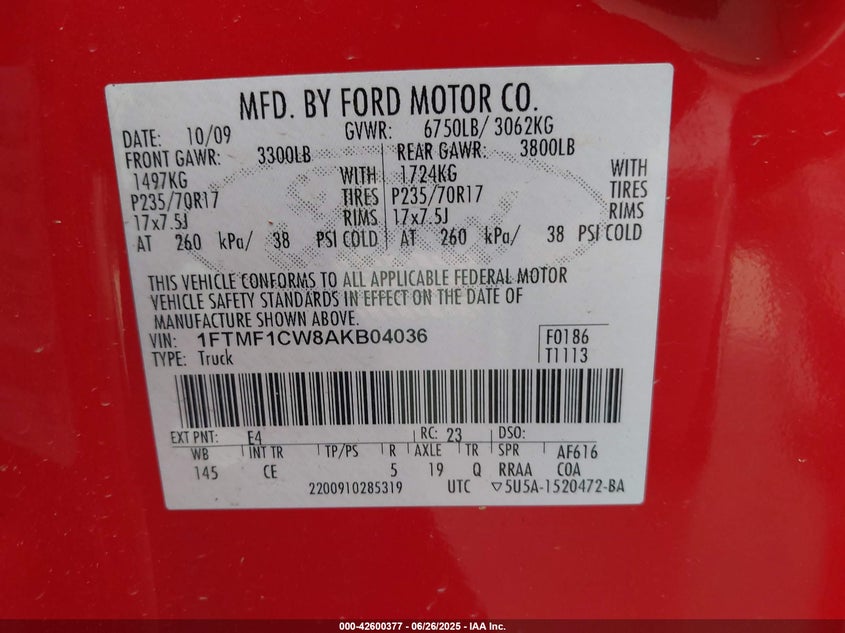 MFD. BY FORD MOTOR CO.
DATE: 10/09 GVWR: 6750LB/ 3062KG
FRONT GAWR: 3300LB REAR GAWR: 3800LB
1497KG WITH 1724KG WITH
P235/70R17 TIRES P235/70R17 TIRES
17x7.5J RIMS 17x7.5J RIMS
AT 260 kPa/ 38 PSI COLD AT 260 kPa/ 38 PSI COLD
THIS VEHICLE CONFORMS TO ALL APPLICABLE FEDERAL MOTOR
VEHICLE SAFETY STANDARDS IN EFFECT ON THE DATE OF
MANUFACTURE SHOWN ABOVE.
VIN: 1FTMF1CW8AKB04036 F0186
TYPE: Truck T1113
EXT PNT: E4 RC: 23 DSO:
WB INT TR TP/PS R AXLE TR SPR AF616
145 CE 5 19 Q RRAA COA
2200910285319 UTC ▽5U5A-1520472-BA
000-42600377 - 06/26/2025 - IAA Inc.